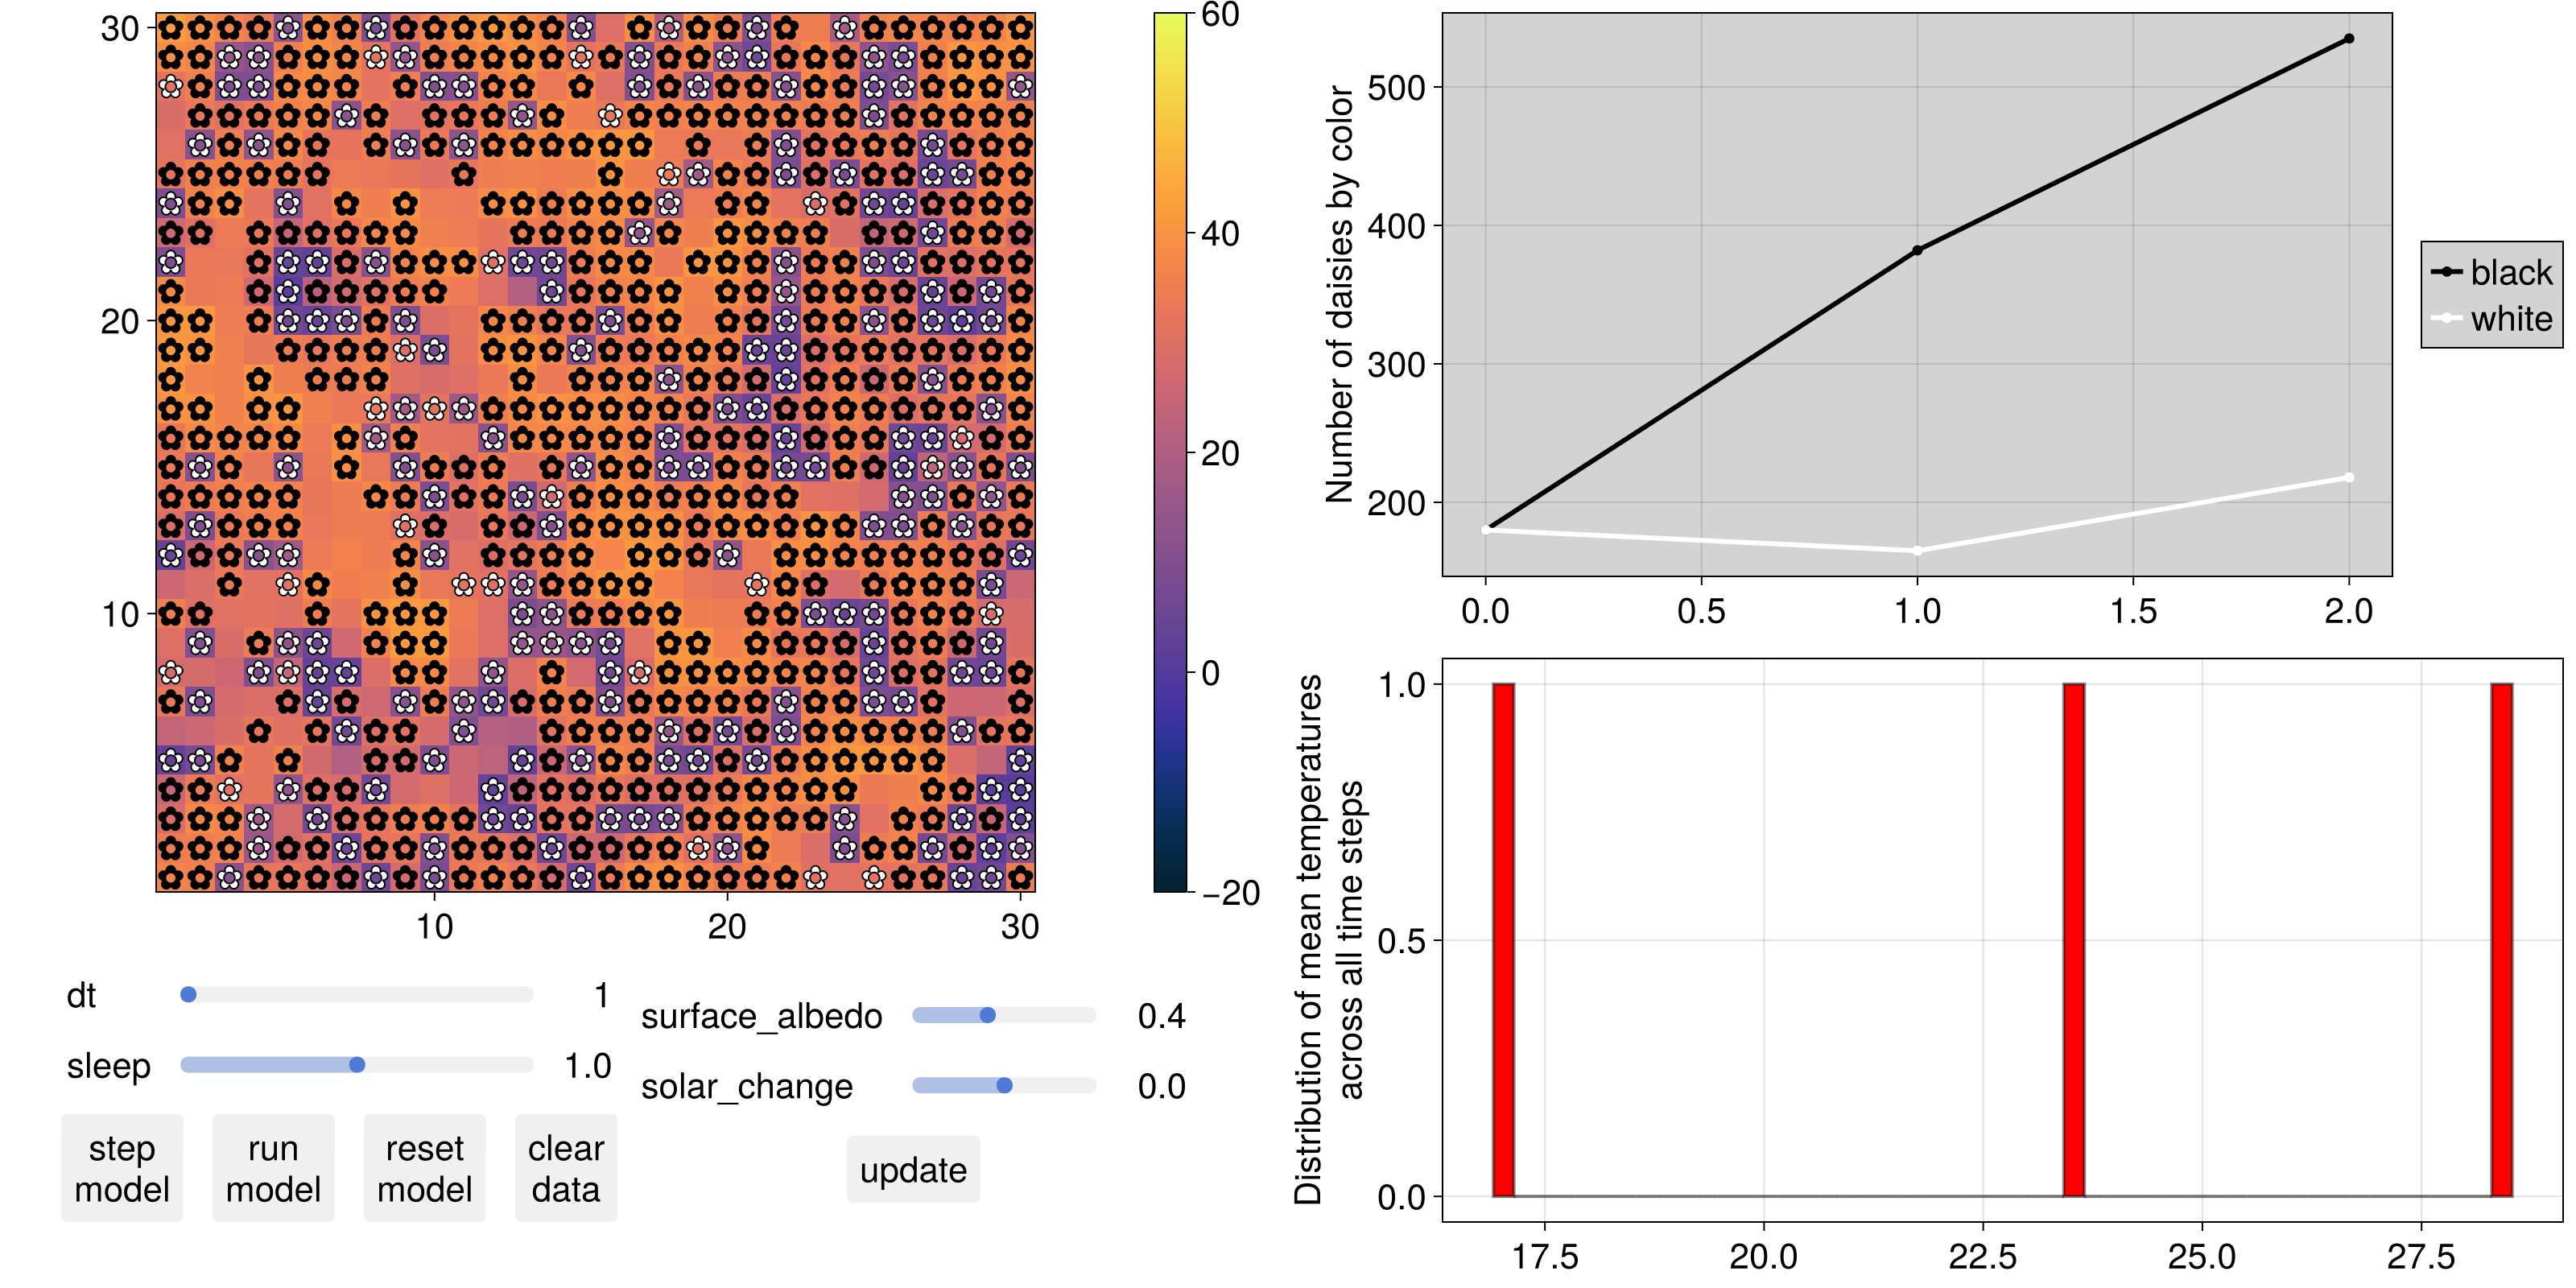 30
20
10
10
20
30
60
40
20
0
−20
Number of daisies by color
500
400
300
200
0.0
0.5
1.0
1.5
2.0
black
white
Distribution of mean temperatures
across all time steps
1.0
0.5
0.0
17.5
20.0
22.5
25.0
27.5
dt
1
sleep
1.0
surface_albedo
0.4
solar_change
0.0
step
model
run
model
reset
model
clear
data
update